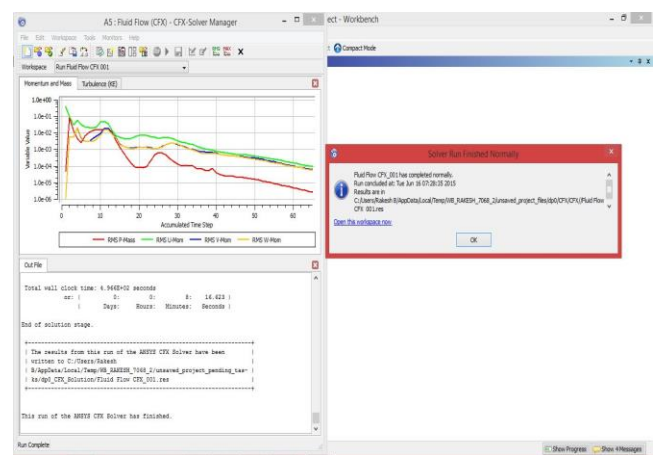 A5 : Fluid Flow (CFX) - CFX-Solver Manager
File Edit Workspace Tools Monitors Help
Workspace Run Fluid Flow CFX 001
Momentum and Mass Turbulence (KE)
1.0e+00
1.0e-01
1.0e-02
1.0e-03
1.0e-04
1.0e-05
1.0e-06
Variable Value
0 10 20 30 40 50 60
Accumulated Time Step
RMS P-Mass RMS U-Mom RMS V-Mom RMS W-Mom
Out File
Total wall clock time: 4.966E+02 seconds
or: ( 0: 0: 8: 16.623 )
( Days: Hours: Minutes: Seconds )
End of solution stage.
+--------------------------------------------------------------------+
| The results from this run of the ANSYS CFX Solver have been |
| written to C:/Users/Rakesh |
| B/AppData/Local/Temp/WB_RAKESH_7068_2/unsaved_project_pending_tas- |
| ks/dp0_CFX_Solution/Fluid Flow CFX_001.res |
+--------------------------------------------------------------------+
This run of the ANSYS CFX Solver has finished.
Run Complete
ect - Workbench
Compact Mode
Solver Run Finished Normally
Fluid Flow CFX_001 has completed normally.
Run concluded at: Tue Jun 16 07:28:35 2015
Results are in
C:/Users/Rakesh B/AppData/Local/Temp/WB_RAKESH_7068_2/unsaved_project_files/dp0/CFX/CFX/(Fluid Flow
CFX_001.res
Open this workspace now
OK
Show Progress Show 4 Messages